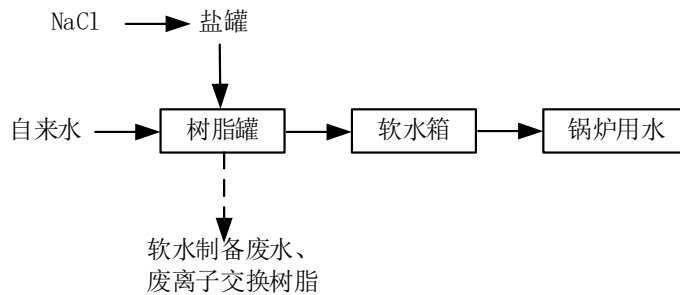 NaCl
盐罐
自来水
树脂罐
软水箱
锅炉用水
软水制备废水、
废离子交换树脂